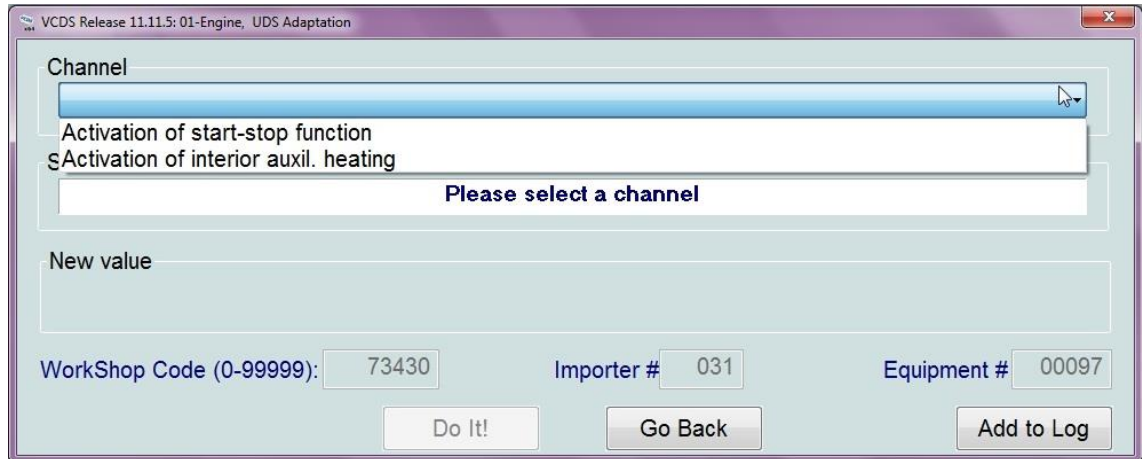 VCDS Release 11.11.5: 01-Engine, UDS Adaptation
Channel
Activation of start-stop function
Activation of interior auxil. heating
Please select a channel
New value
WorkShop Code (0-99999): 73430 Importer # 031 Equipment # 00097
Do It! Go Back Add to Log